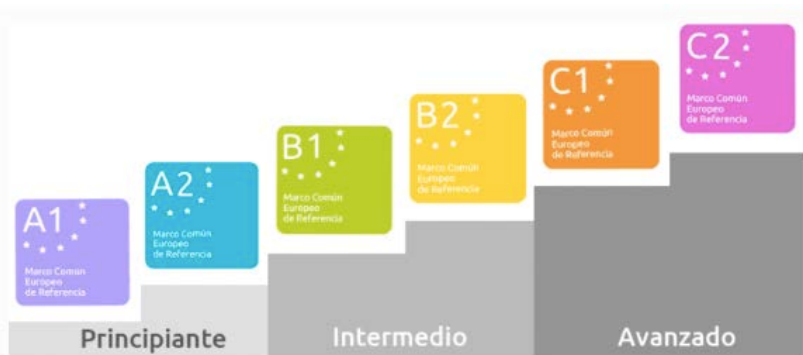 A1
Marco Común
Europeo
de Referencia
A2
Marco Común
Europeo
de Referencia
B1
Marco Común
Europeo
de Referencia
B2
Marco Común
Europeo
de Referencia
C1
Marco Común
Europeo
de Referencia
C2
Marco Común
Europeo
de Referencia
Principiante
Intermedio
Avanzado